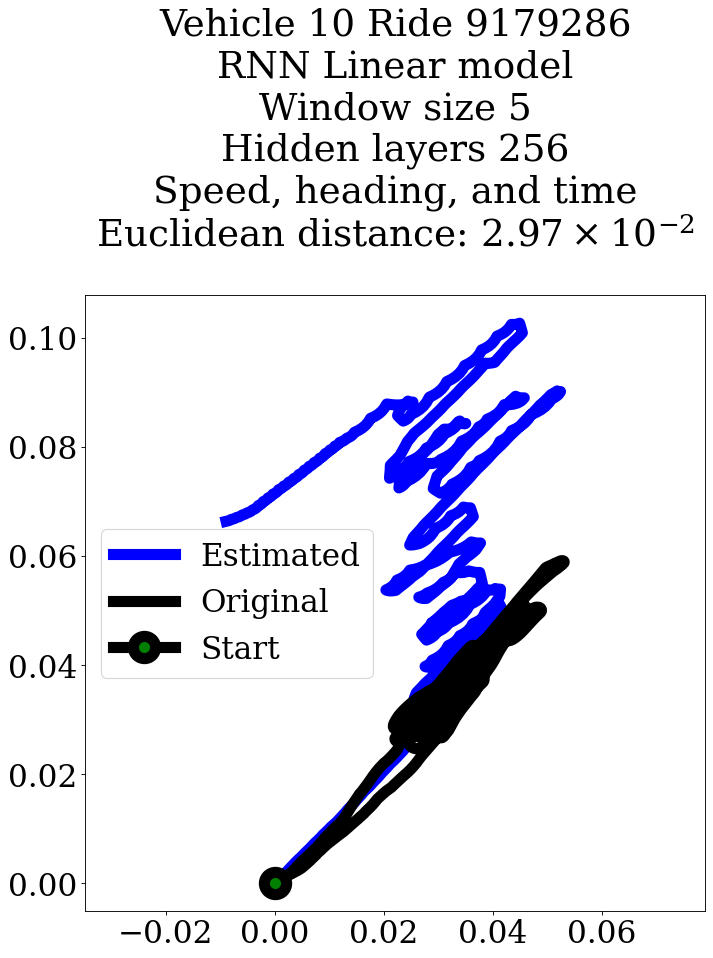 Vehicle 10 Ride 9179286
RNN Linear model
Window size 5
Hidden layers 256
Speed, heading, and time
Euclidean distance: 2.97 × 10⁻²
0.10
0.08
0.06
0.04
0.02
0.00
Estimated
Original
Start
−0.02 0.00 0.02 0.04 0.06